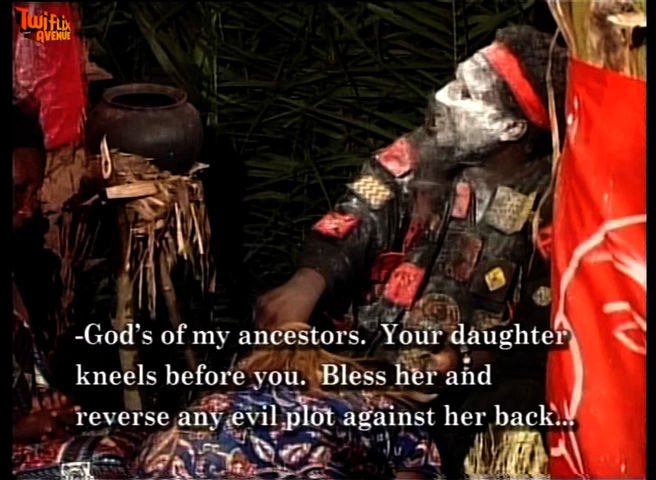 Twiflix
Avenue
-God's of my ancestors. Your daughter
kneels before you. Bless her and
reverse any evil plot against her back...